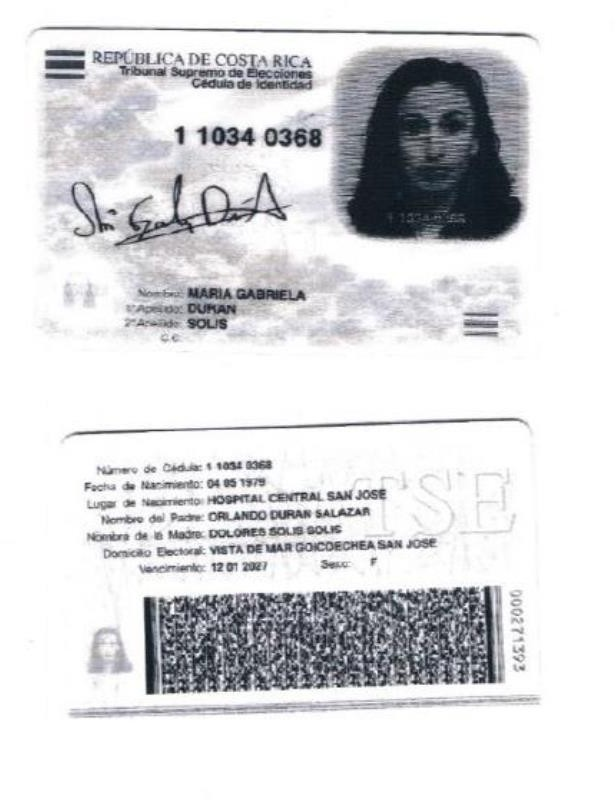 REPÚBLICA DE COSTA RICA
Tribunal Supremo de Elecciones
Cédula de Identidad
1 1034 0368
1 1034 0368
Nombre: MARIA GABRIELA
1°Apellido: DURAN
2°Apellido: SOLIS
C.C:
Número de Cédula: 1 1034 0368
Fecha de Nacimiento: 04 05 1979
Lugar de Nacimiento: HOSPITAL CENTRAL SAN JOSE
Nombre del Padre: ORLANDO DURAN SALAZAR
Nombre de la Madre: DOLORES SOLIS SOLIS
Domicilio Electoral: VISTA DE MAR GOICOECHEA SAN JOSE
Vencimiento: 12 01 2027 Sexo: F
TSE
000271393